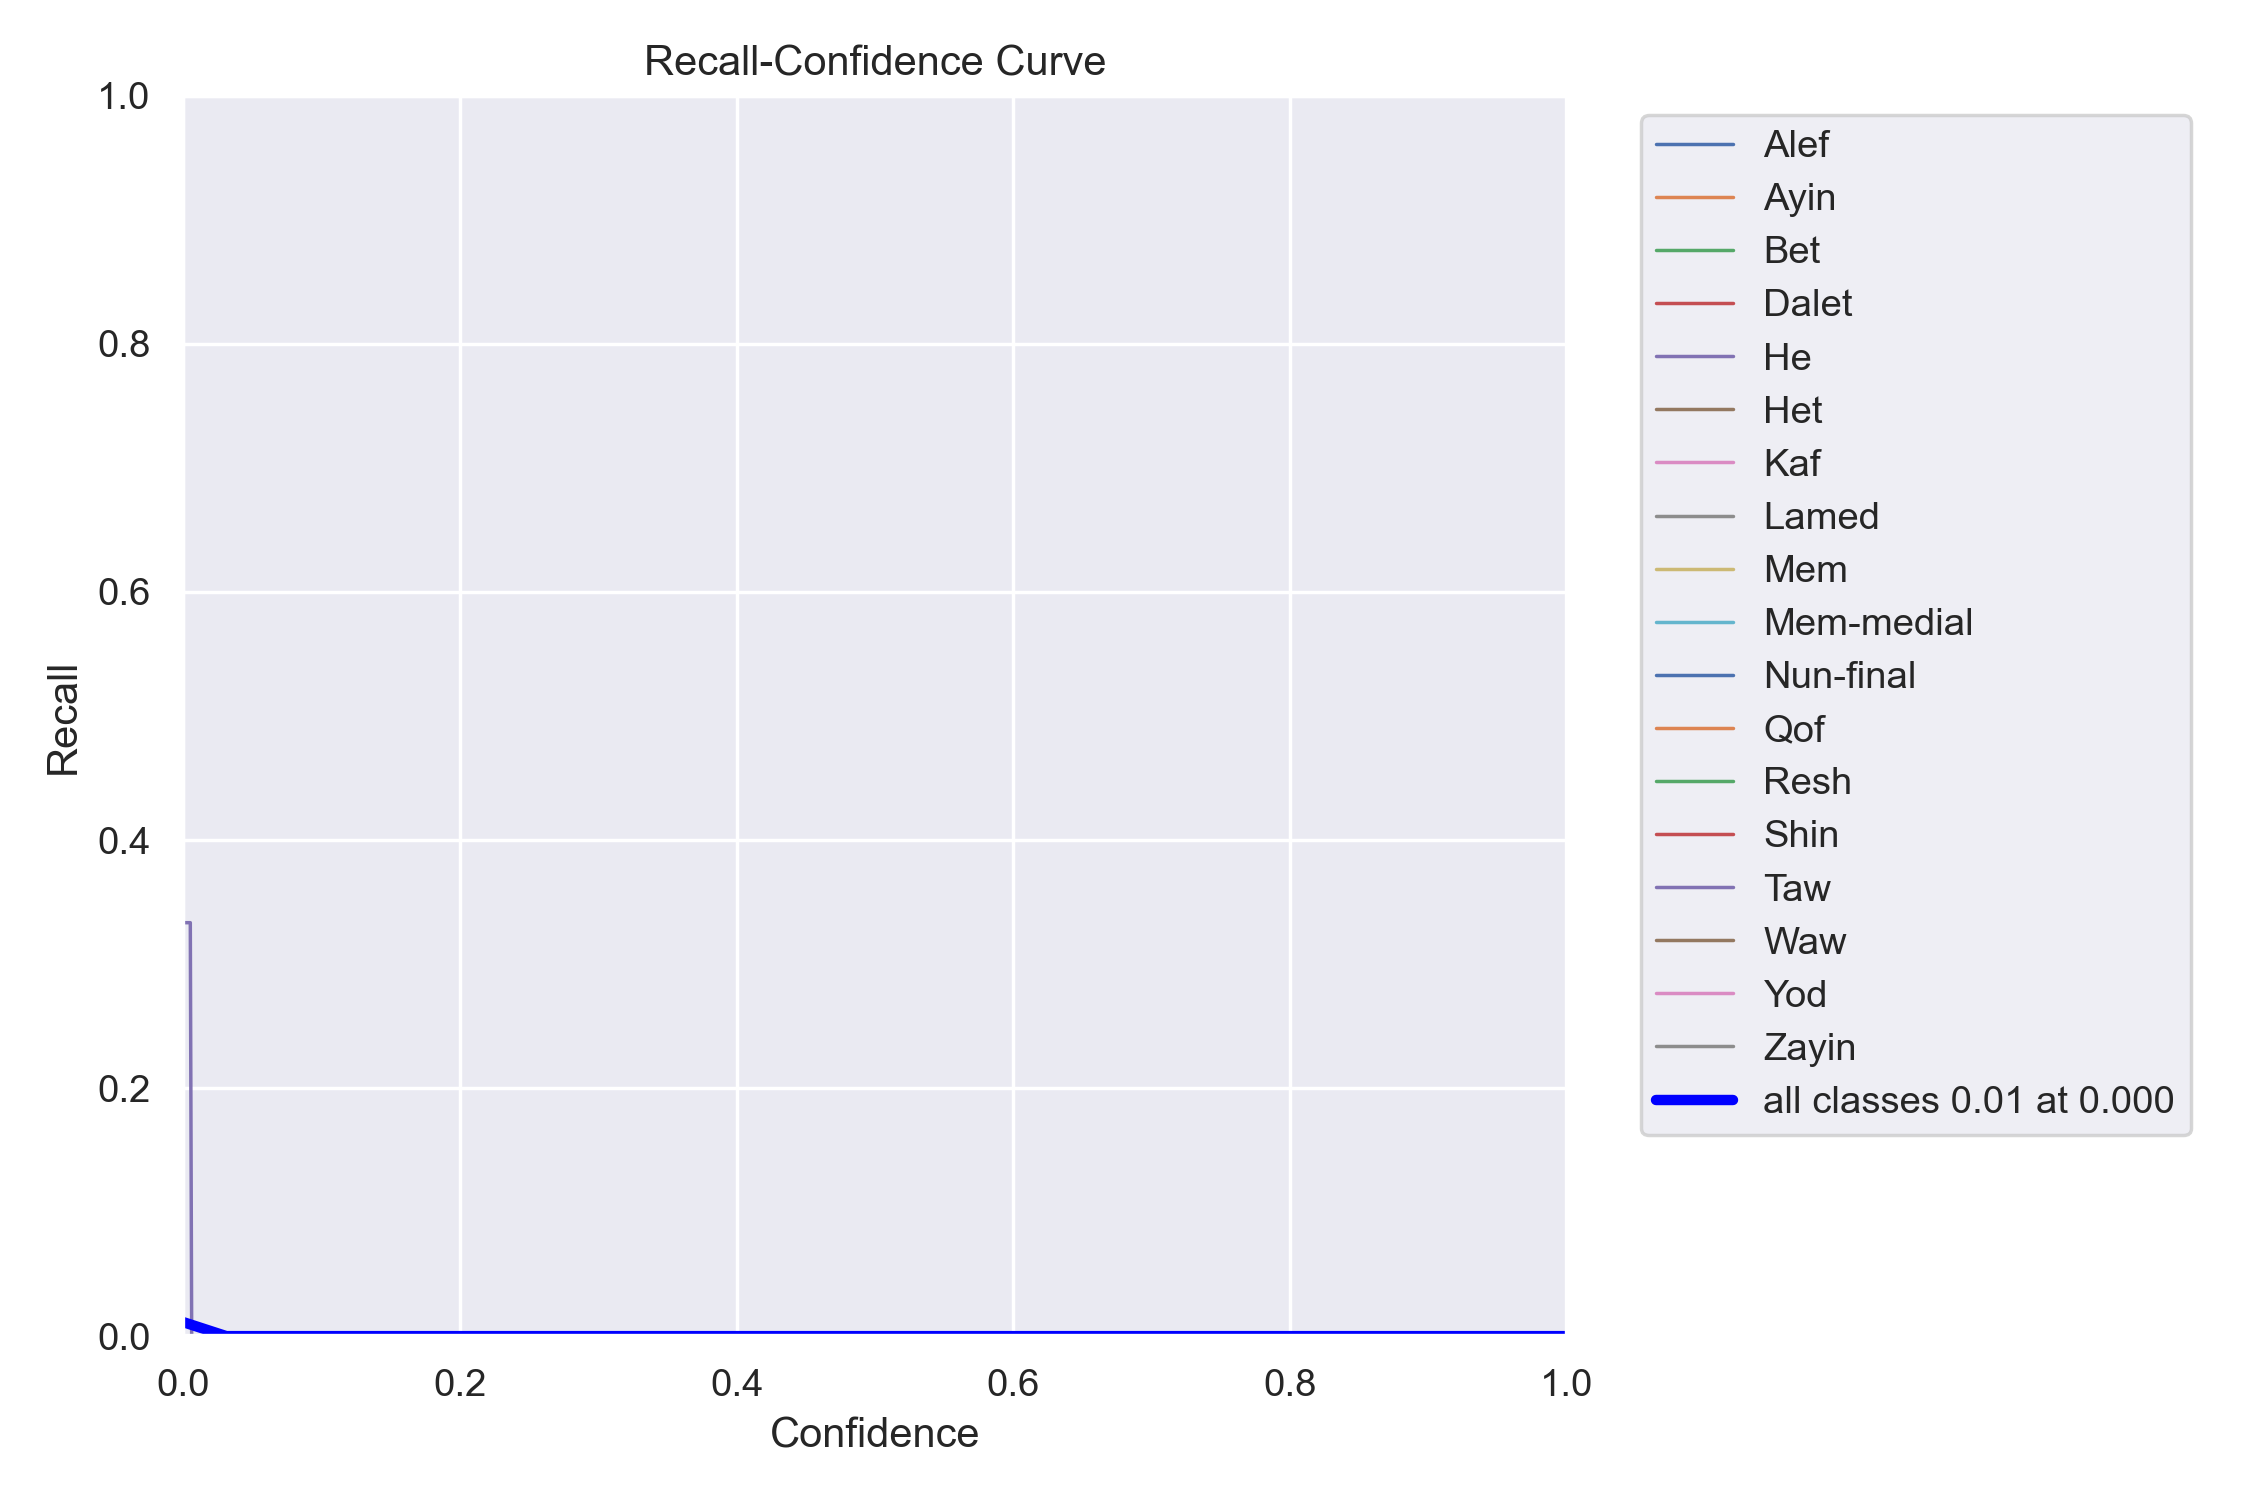 Recall-Confidence Curve
1.0
0.8
0.6
0.4
0.2
0.0
Recall
0.0 0.2 0.4 0.6 0.8 1.0
Confidence
Alef
Ayin
Bet
Dalet
He
Het
Kaf
Lamed
Mem
Mem-medial
Nun-final
Qof
Resh
Shin
Taw
Waw
Yod
Zayin
all classes 0.01 at 0.000